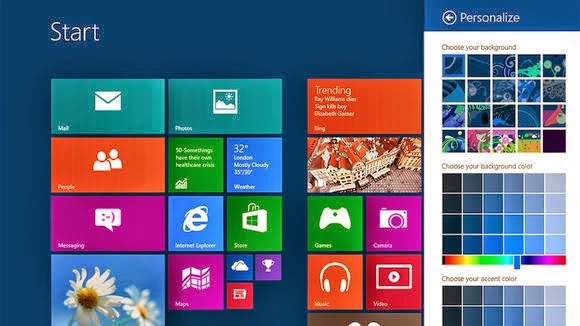 Start
Mail
Photos
People
50-Somethings
have their own
healthcare crisis
32°
London
Mostly Cloudy
35°/30°
Weather
Messaging
:-)
Internet Explorer
Store
Maps
Trending
Ray Williams dies
Sign kills boy
Elizabeth Gamer
Bing
Games
Camera
Music
Video
Personalize
Choose your background
Choose your background color
Choose your accent color